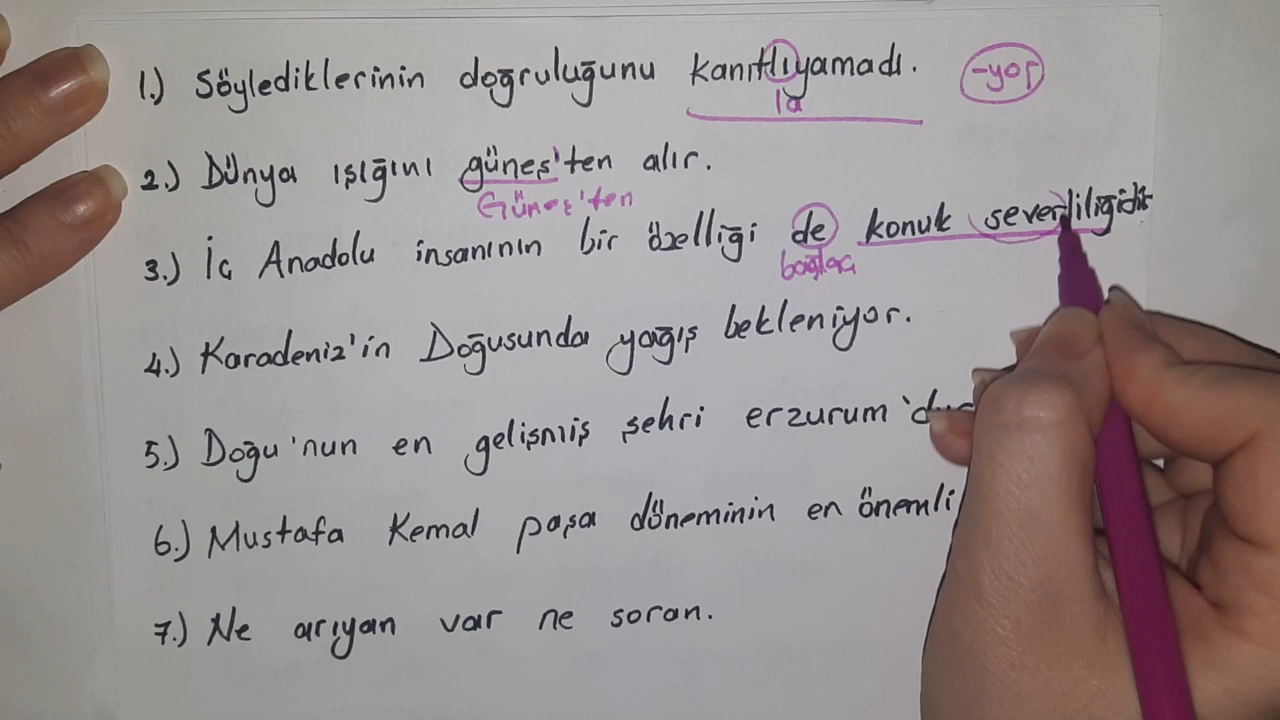 1.) Söylediklerinin doğruluğunu kanıtlıyamadı. -yor
la
2.) Dünya ışığını güneş'ten alır.
Güneş'ten
3.) İç Anadolu insanının bir özelliği de konuk severliliğidir
bağlaç
4.) Karadeniz'in Doğusunda yağış bekleniyor.
5.) Doğu'nun en gelişmiş şehri erzurum'dur
6.) Mustafa Kemal paşa döneminin en önemli
7.) Ne arıyan var ne soran.